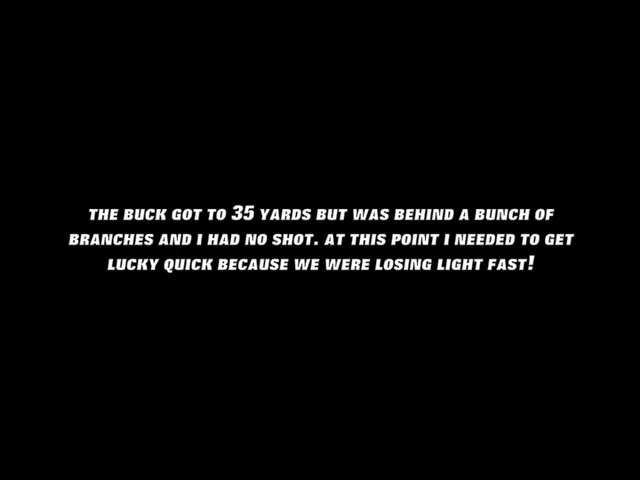 THE BUCK GOT TO 35 YARDS BUT WAS BEHIND A BUNCH OF
BRANCHES AND I HAD NO SHOT. AT THIS POINT I NEEDED TO GET
LUCKY QUICK BECAUSE WE WERE LOSING LIGHT FAST!